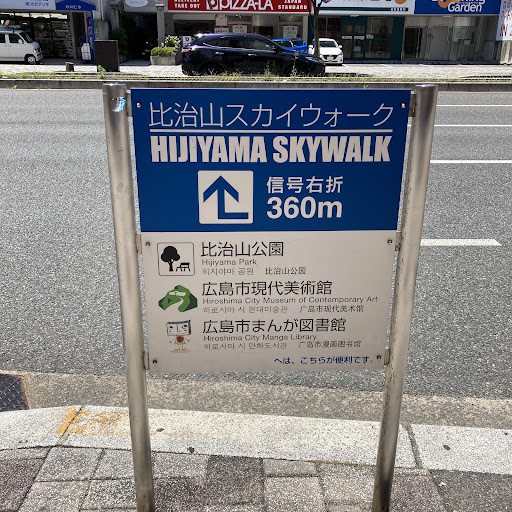 TAKE OUT
PIZZA-LA
Garden
比治山スカイウォーク
HIJIYAMA SKYWALK
信号右折
360m
比治山公園
Hijiyama Park
히지야마 공원 比治山公园
広島市現代美術館
Hiroshima City Museum of Contemporary Art
히로시마 시 현대미술관 广岛市现代美术馆
広島市まんが図書館
Hiroshima City Manga Library
히로시마 시 만화도서관 广岛市漫画图书馆
へは、こちらが便利です。